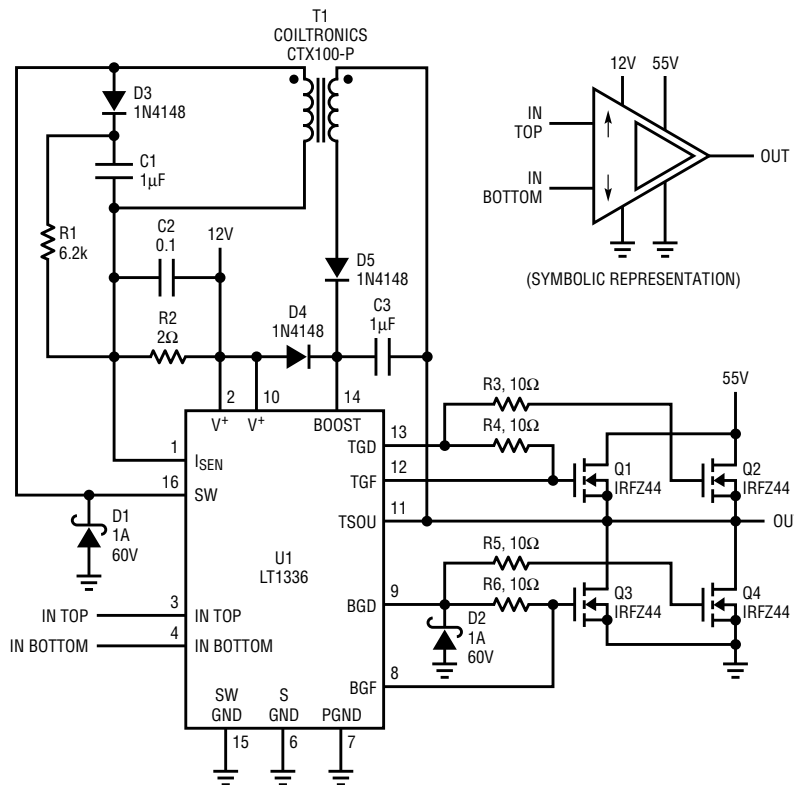 T1
COILTRONICS
CTX100-P
D3
1N4148
C1
1µF
R1
6.2k
C2
0.1
12V
R2
2Ω
D5
1N4148
D4
1N4148
C3
1µF
12V
55V
IN
TOP
IN
BOTTOM
OUT
(SYMBOLIC REPRESENTATION)
2
10
14
V+
V+
BOOST
1
ISEN
16
SW
D1
1A
60V
U1
LT1336
IN TOP
3
IN TOP
IN BOTTOM
4
IN BOTTOM
13
TGD
12
TGF
11
TSOU
9
BGD
8
BGF
SW
GND
S
GND
PGND
15
6
7
R3, 10Ω
R4, 10Ω
R5, 10Ω
R6, 10Ω
D2
1A
60V
55V
Q1
IRFZ44
Q2
IRFZ44
OU
Q3
IRFZ44
Q4
IRFZ44